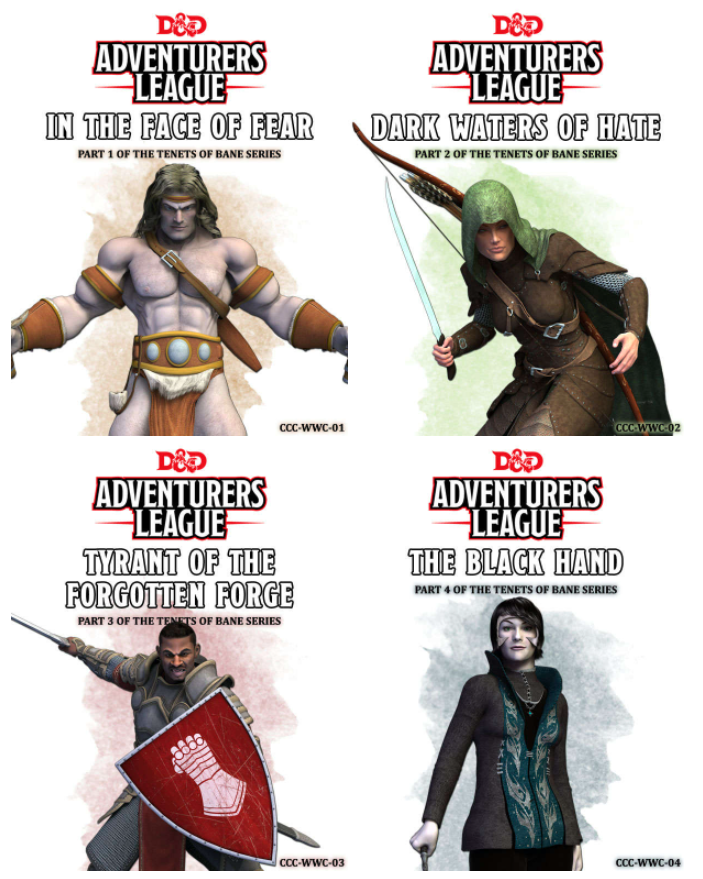 D&D
ADVENTURERS
LEAGUE
IN THE FACE OF FEAR
PART 1 OF THE TENETS OF BANE SERIES
CCC-WWC-01
D&D
ADVENTURERS
LEAGUE
DARK WATERS OF HATE
PART 2 OF THE TENETS OF BANE SERIES
CCC-WWC-02
D&D
ADVENTURERS
LEAGUE
TYRANT OF THE
FORGOTTEN FORGE
PART 3 OF THE TENETS OF BANE SERIES
CCC-WWC-03
D&D
ADVENTURERS
LEAGUE
THE BLACK HAND
PART 4 OF THE TENETS OF BANE SERIES
CCC-WWC-04